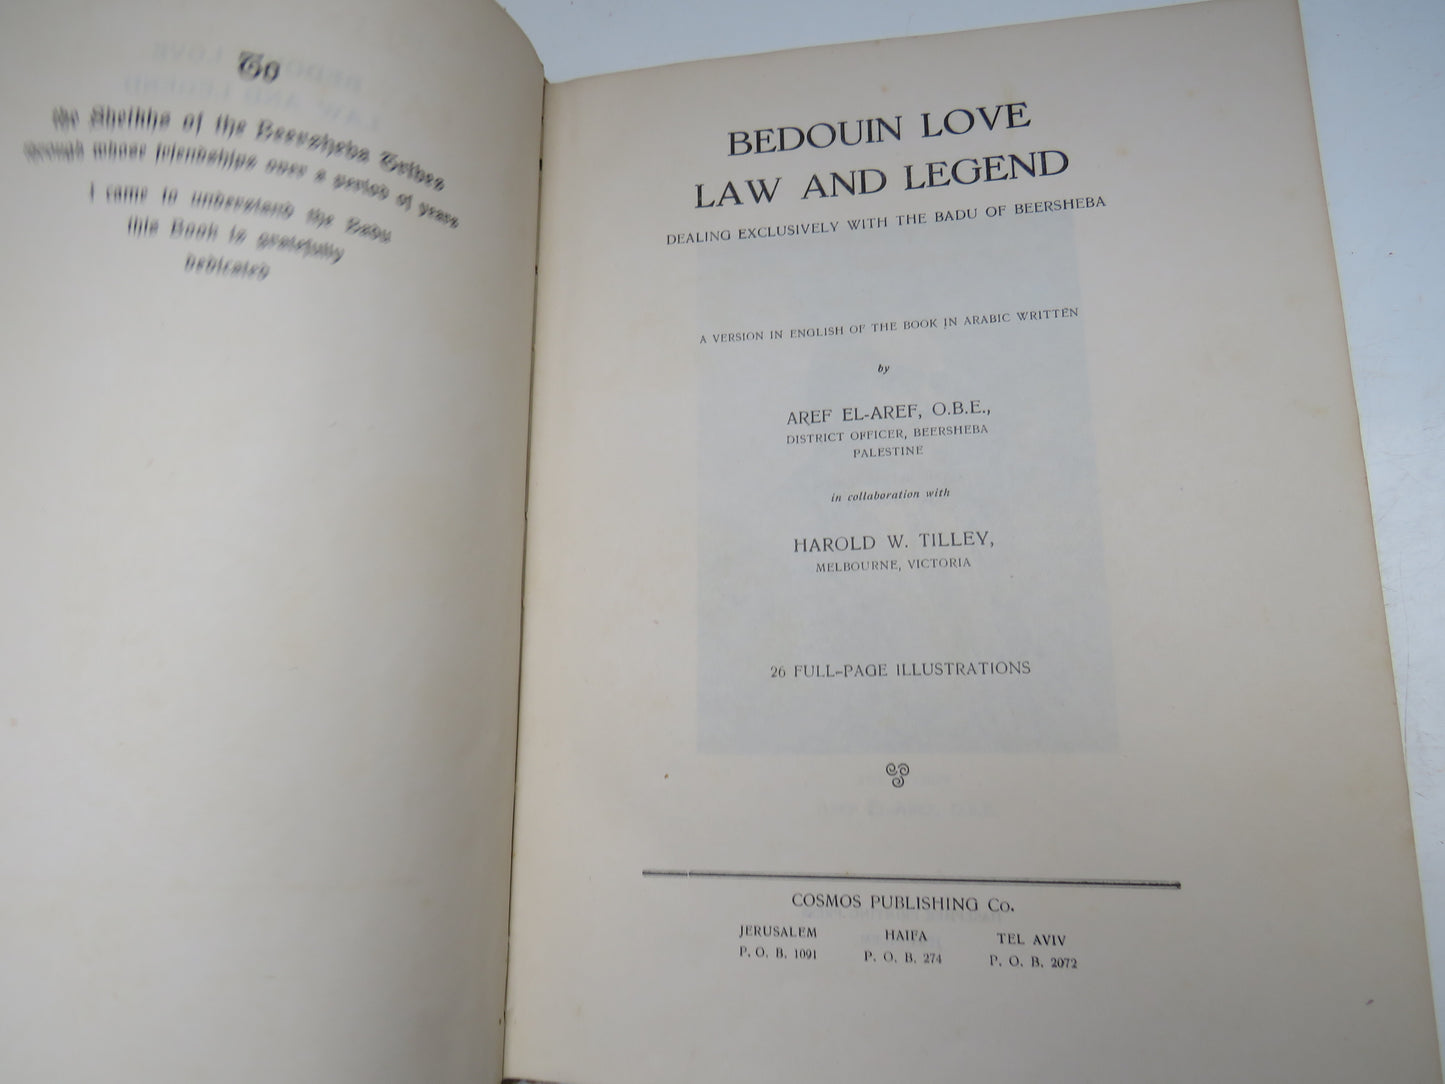 To
the Sheikhs of the Beersheba Tribes
through whose friendships over a period of years
I came to understand the Badu
this Book is gratefully
dedicated
BEDOUIN LOVE
LAW AND LEGEND
DEALING EXCLUSIVELY WITH THE BADU OF BEERSHEBA
A VERSION IN ENGLISH OF THE BOOK IN ARABIC WRITTEN
by
AREF EL-AREF, O.B.E.,
DISTRICT OFFICER, BEERSHEBA
PALESTINE
in collaboration with
HAROLD W. TILLEY,
MELBOURNE, VICTORIA
26 FULL-PAGE ILLUSTRATIONS
COSMOS PUBLISHING Co.
JERUSALEM HAIFA TEL AVIV
P. O. B. 1091 P. O. B. 274 P. O. B. 2072